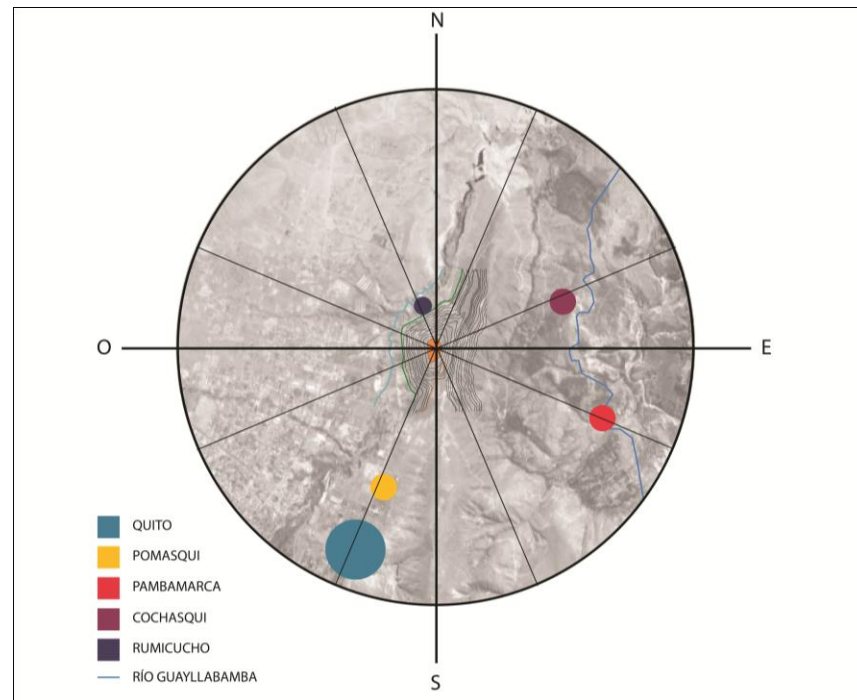 N
O
E
S
QUITO
POMASQUI
PAMBAMARCA
COCHASQUI
RUMICUCHO
RÍO GUAYLLABAMBA